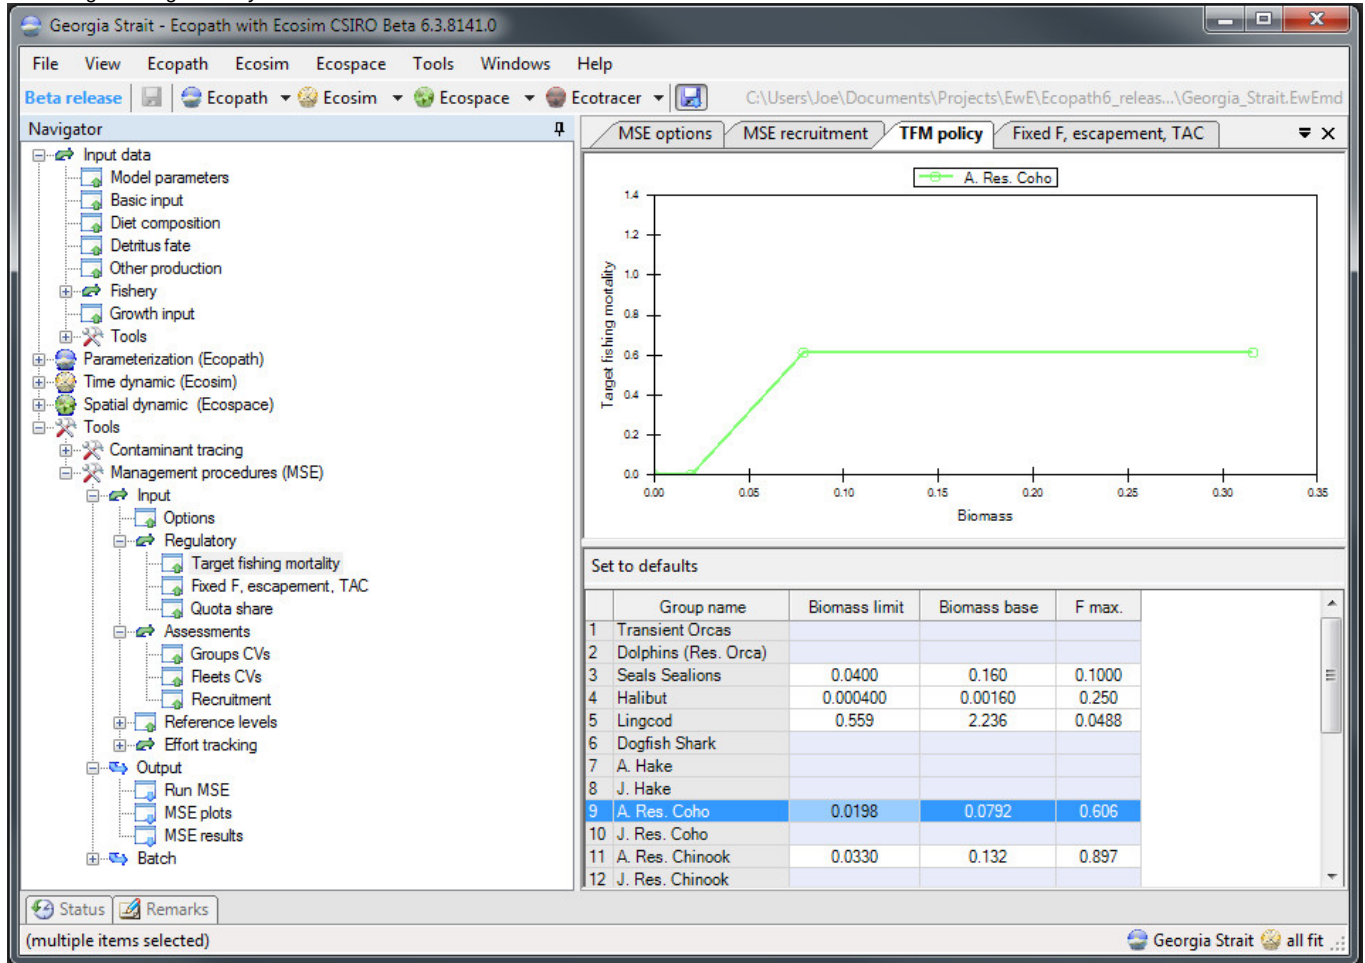 Georgia Strait - Ecopath with Ecosim CSIRO Beta 6.3.8141.0
File View Ecopath Ecosim Ecospace Tools Windows Help
Beta release Ecopath Ecosim Ecospace Ecotracer C:\Users\Joe\Documents\Projects\EwE\Ecopath6_releas...\Georgia_Strait.EwEmd
Navigator
Input data
Model parameters
Basic input
Diet composition
Detritus fate
Other production
Fishery
Growth input
Tools
Parameterization (Ecopath)
Time dynamic (Ecosim)
Spatial dynamic (Ecospace)
Tools
Contaminant tracing
Management procedures (MSE)
Input
Options
Regulatory
Target fishing mortality
Fixed F, escapement, TAC
Quota share
Assessments
Groups CVs
Fleets CVs
Recruitment
Reference levels
Effort tracking
Output
Run MSE
MSE plots
MSE results
Batch
MSE options MSE recruitment TFM policy Fixed F, escapement, TAC
A. Res. Coho
Target fishing mortality
1.4
1.2
1.0
0.8
0.6
0.4
0.2
0.0
0.00 0.05 0.10 0.15 0.20 0.25 0.30 0.35
Biomass
Set to defaults
Group name Biomass limit Biomass base F max.
1 Transient Orcas
2 Dolphins (Res. Orca)
3 Seals Sealions 0.0400 0.160 0.1000
4 Halibut 0.000400 0.00160 0.250
5 Lingcod 0.559 2.236 0.0488
6 Dogfish Shark
7 A. Hake
8 J. Hake
9 A. Res. Coho 0.0198 0.0792 0.606
10 J. Res. Coho
11 A. Res. Chinook 0.0330 0.132 0.897
12 J. Res. Chinook
Status Remarks
(multiple items selected) Georgia Strait all fit